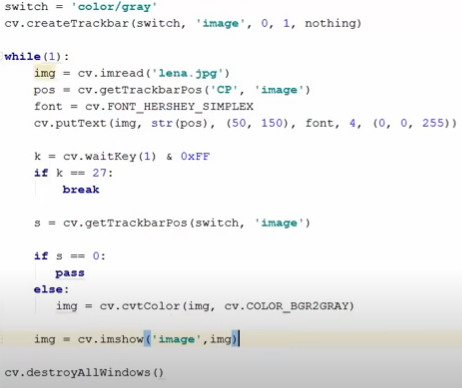 switch = 'color/gray'
cv.createTrackbar(switch, 'image', 0, 1, nothing)
while(1):
img = cv.imread('lena.jpg')
pos = cv.getTrackbarPos('CP', 'image')
font = cv.FONT_HERSHEY_SIMPLEX
cv.putText(img, str(pos), (50, 150), font, 4, (0, 0, 255))
k = cv.waitKey(1) & 0xFF
if k == 27:
break
s = cv.getTrackbarPos(switch, 'image')
if s == 0:
pass
else:
img = cv.cvtColor(img, cv.COLOR_BGR2GRAY)
img = cv.imshow('image',img)
cv.destroyAllWindows()